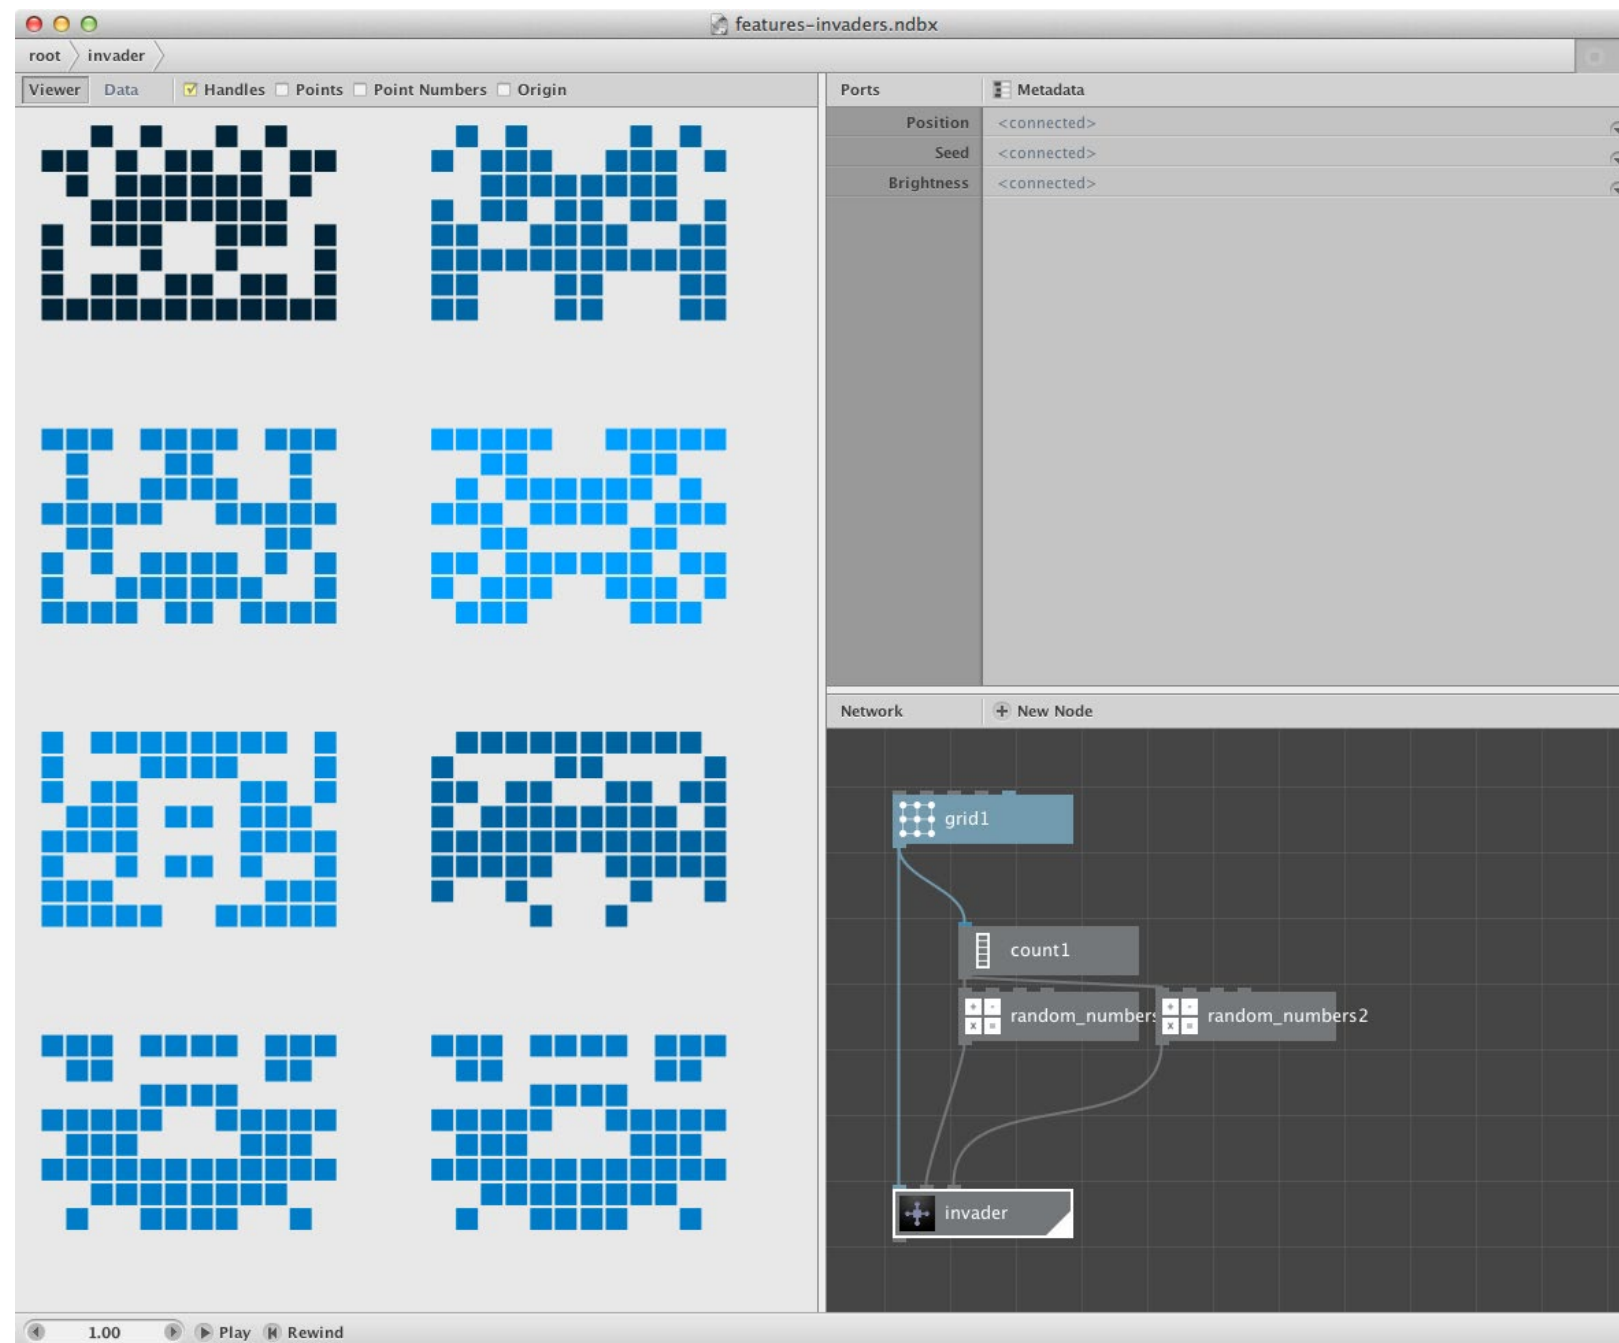 features-invaders.ndbx
root invader
Viewer Data Handles Points Point Numbers Origin
Ports Metadata
Position <connected>
Seed <connected>
Brightness <connected>
Network New Node
grid1
count1
random_numbers
random_numbers2
invader
1.00 Play Rewind